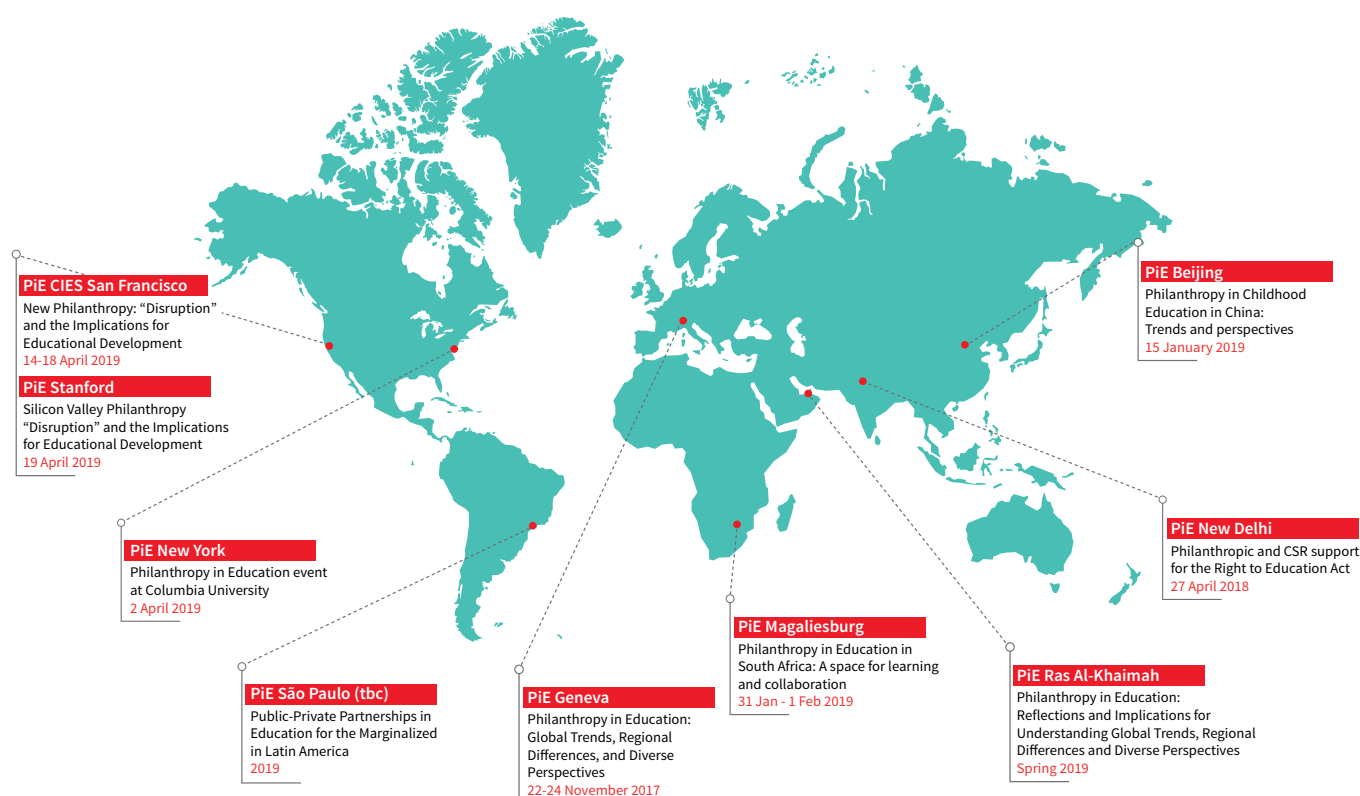 PiE CIES San Francisco
New Philanthropy: “Disruption”
and the Implications for
Educational Development
14-18 April 2019
PiE Stanford
Silicon Valley Philanthropy
“Disruption” and the Implications
for Educational Development
19 April 2019
PiE New York
Philanthropy in Education event
at Columbia University
2 April 2019
PiE São Paulo (tbc)
Public-Private Partnerships in
Education for the Marginalized
in Latin America
2019
PiE Geneva
Philanthropy in Education:
Global Trends, Regional
Differences, and Diverse
Perspectives
22-24 November 2017
PiE Magaliesburg
Philanthropy in Education in
South Africa: A space for learning
and collaboration
31 Jan - 1 Feb 2019
PiE Ras Al-Khaimah
Philanthropy in Education:
Reflections and Implications for
Understanding Global Trends, Regional
Differences and Diverse Perspectives
Spring 2019
PiE New Delhi
Philanthropic and CSR support
for the Right to Education Act
27 April 2018
PiE Beijing
Philanthropy in Childhood
Education in China:
Trends and perspectives
15 January 2019